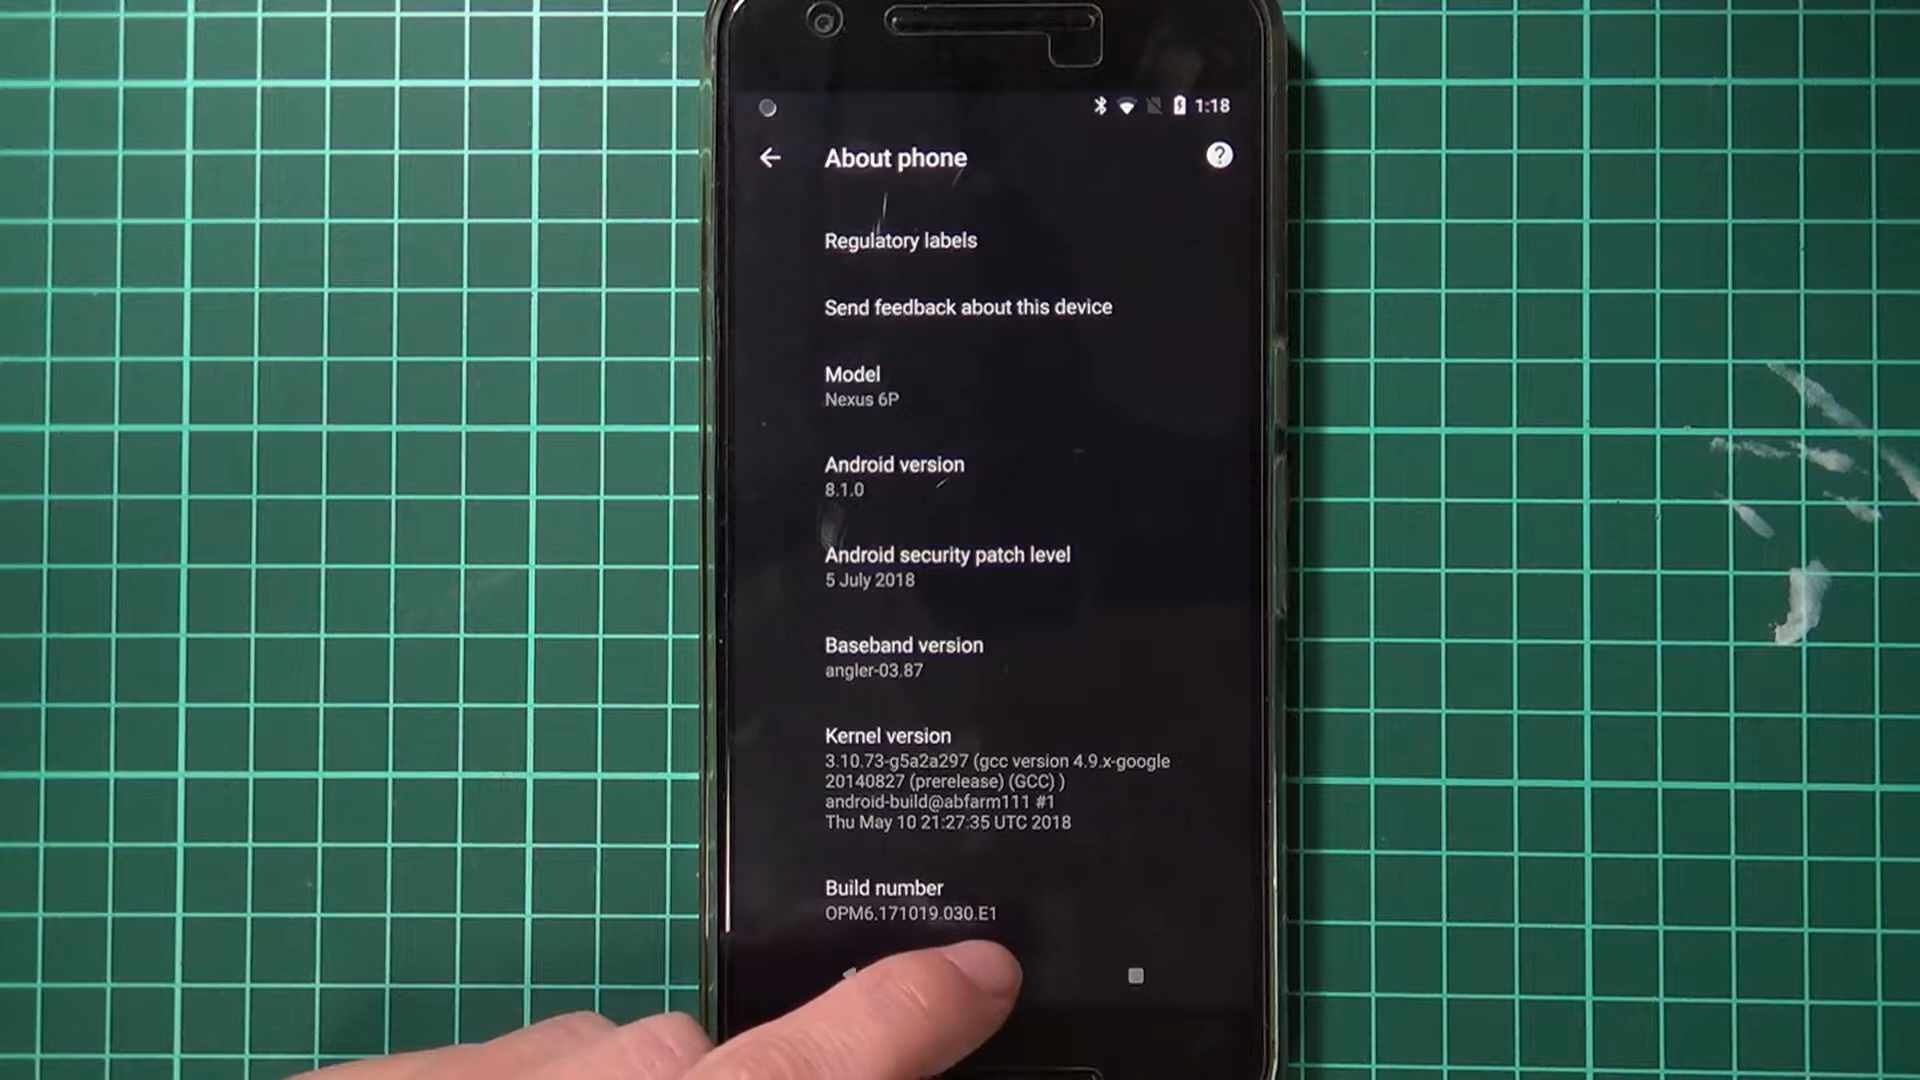 1:18
About phone
Regulatory labels
Send feedback about this device
Model
Nexus 6P
Android version
8.1.0
Android security patch level
5 July 2018
Baseband version
angler-03.87
Kernel version
3.10.73-g5a2a297 (gcc version 4.9.x-google
20140827 (prerelease) (GCC) )
android-build@abfarm111 #1
Thu May 10 21:27:35 UTC 2018
Build number
OPM6.171019.030.E1